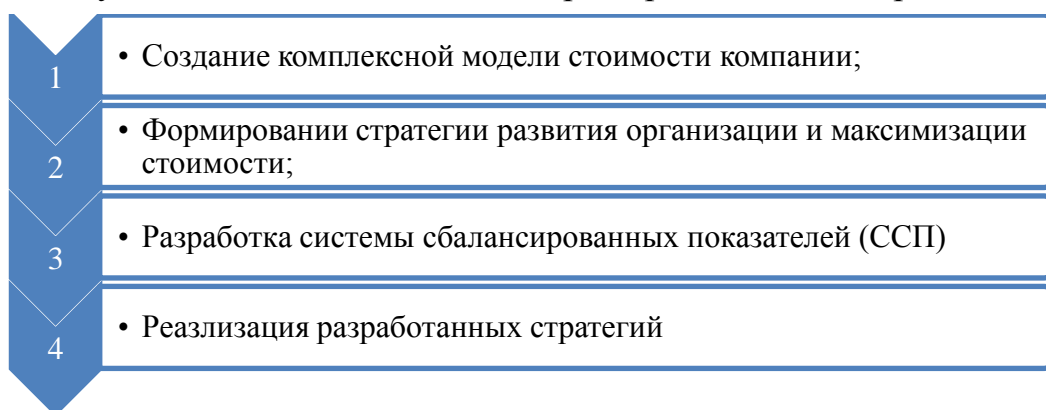 1
• Создание комплексной модели стоимости компании;
2
• Формировании стратегии развития организации и максимизации
стоимости;
3
• Разработка системы сбалансированных показателей (ССП)
4
• Реазлизация разработанных стратегий